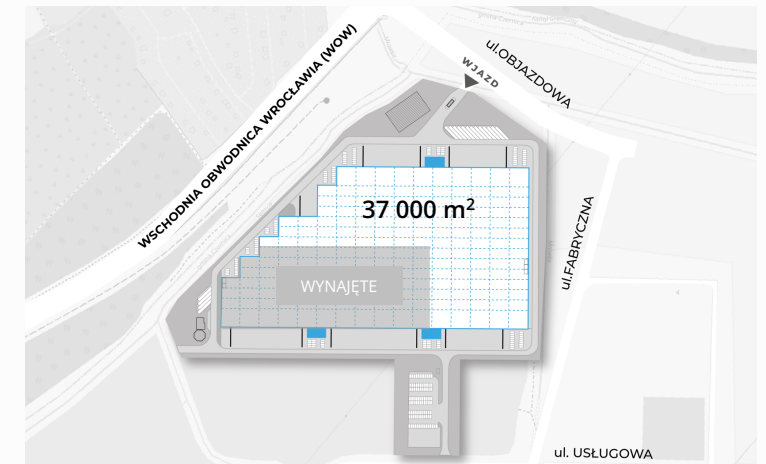 ul.OBJAZDOWA
WJAZD
WSCHODNIA OBWODNICA WROCŁAWIA (WOW)
37 000 m²
ul.FABRYCZNA
WYNAJĘTE
ul. USŁUGOWA